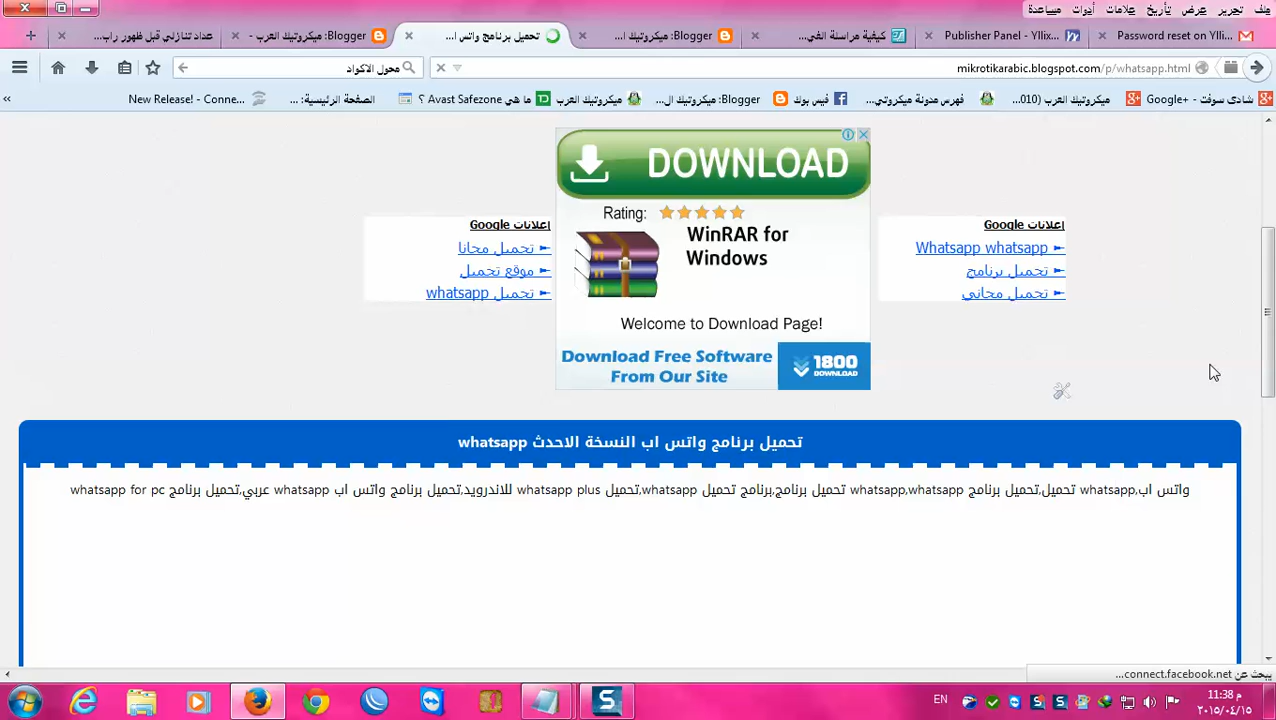 ملف تحرير عرض تأريخ علامات أدوات مساعدة
Password reset on Ylli...
Publisher Panel - Yllix...
كيفية مراسلة الفي...
Blogger: ميكروتيك ا...
تحميل برنامج واتس ا...
Blogger: ميكروتيك العرب - ...
عداد تنازلي قبل ظهور راب...
mikrotikarabic.blogspot.com/p/whatsapp.html
محول الاكواد
شادى سوفت - Google+
ميكروتيك العرب (010...
فهرس مدونة ميكروتي...
فيس بوك
Blogger: ميكروتيك ال...
ميكروتيك العرب
ما هي Avast Safezone ؟
الصفحة الرئيسية: ...
New Release! - Conne...
DOWNLOAD
Rating:
WinRAR for
Windows
Welcome to Download Page!
Download Free Software
From Our Site
1800
DOWNLOAD
إعلانات Google
Whatsapp whatsapp
تحميل برنامج
تحميل مجاني
إعلانات Google
تحميل مجانا
موقع تحميل
تحميل whatsapp
تحميل برنامج واتس اب النسخة الاحدث whatsapp
واتس اب,whatsapp تحميل,تحميل برنامج whatsapp,whatsapp تحميل برنامج,برنامج تحميل whatsapp,تحميل whatsapp plus للاندرويد,تحميل برنامج واتس اب whatsapp عربي,تحميل برنامج whatsapp for pc
يبحث عن connect.facebook.net...
EN
11:38 م
٢٠١٥/٠٤/١٥